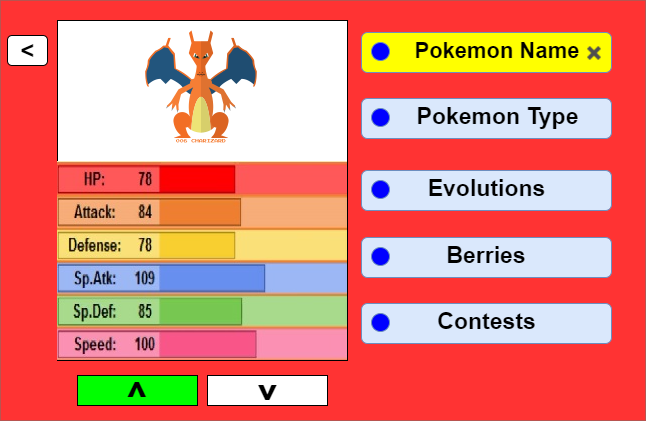 <
006 CHARIZARD
HP: 78
Attack: 84
Defense: 78
Sp.Atk: 109
Sp.Def: 85
Speed: 100
Pokemon Name
Pokemon Type
Evolutions
Berries
Contests